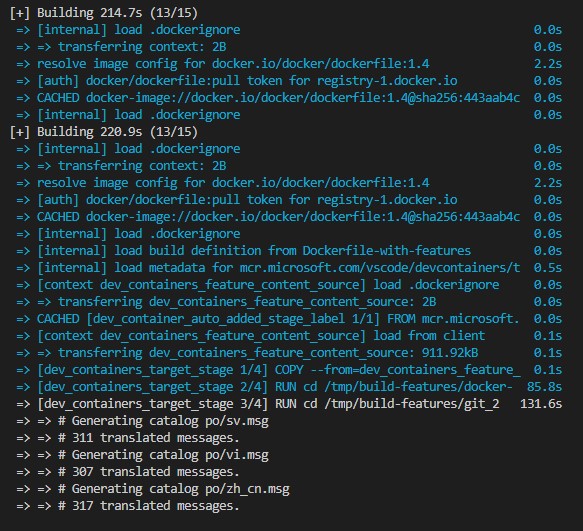 [+] Building 214.7s (13/15)
=> [internal] load .dockerignore 0.0s
=> => transferring context: 2B 0.0s
=> resolve image config for docker.io/docker/dockerfile:1.4 2.2s
=> [auth] docker/dockerfile:pull token for registry-1.docker.io 0.0s
=> CACHED docker-image://docker.io/docker/dockerfile:1.4@sha256:443aab4c 0.0s
=> [internal] load .dockerignore 0.0s
[+] Building 220.9s (13/15)
=> [internal] load .dockerignore 0.0s
=> => transferring context: 2B 0.0s
=> resolve image config for docker.io/docker/dockerfile:1.4 2.2s
=> [auth] docker/dockerfile:pull token for registry-1.docker.io 0.0s
=> CACHED docker-image://docker.io/docker/dockerfile:1.4@sha256:443aab4c 0.0s
=> [internal] load .dockerignore 0.0s
=> [internal] load build definition from Dockerfile-with-features 0.0s
=> [internal] load metadata for mcr.microsoft.com/vscode/devcontainers/t 0.5s
=> [context dev_containers_feature_content_source] load .dockerignore 0.0s
=> => transferring dev_containers_feature_content_source: 2B 0.0s
=> CACHED [dev_container_auto_added_stage_label 1/1] FROM mcr.microsoft. 0.0s
=> [context dev_containers_feature_content_source] load from client 0.1s
=> => transferring dev_containers_feature_content_source: 911.92kB 0.1s
=> [dev_containers_target_stage 1/4] COPY --from=dev_containers_feature_ 0.1s
=> [dev_containers_target_stage 2/4] RUN cd /tmp/build-features/docker- 85.8s
=> [dev_containers_target_stage 3/4] RUN cd /tmp/build-features/git_2 131.6s
=> => # Generating catalog po/sv.msg
=> => # 311 translated messages.
=> => # Generating catalog po/vi.msg
=> => # 307 translated messages.
=> => # Generating catalog po/zh_cn.msg
=> => # 317 translated messages.